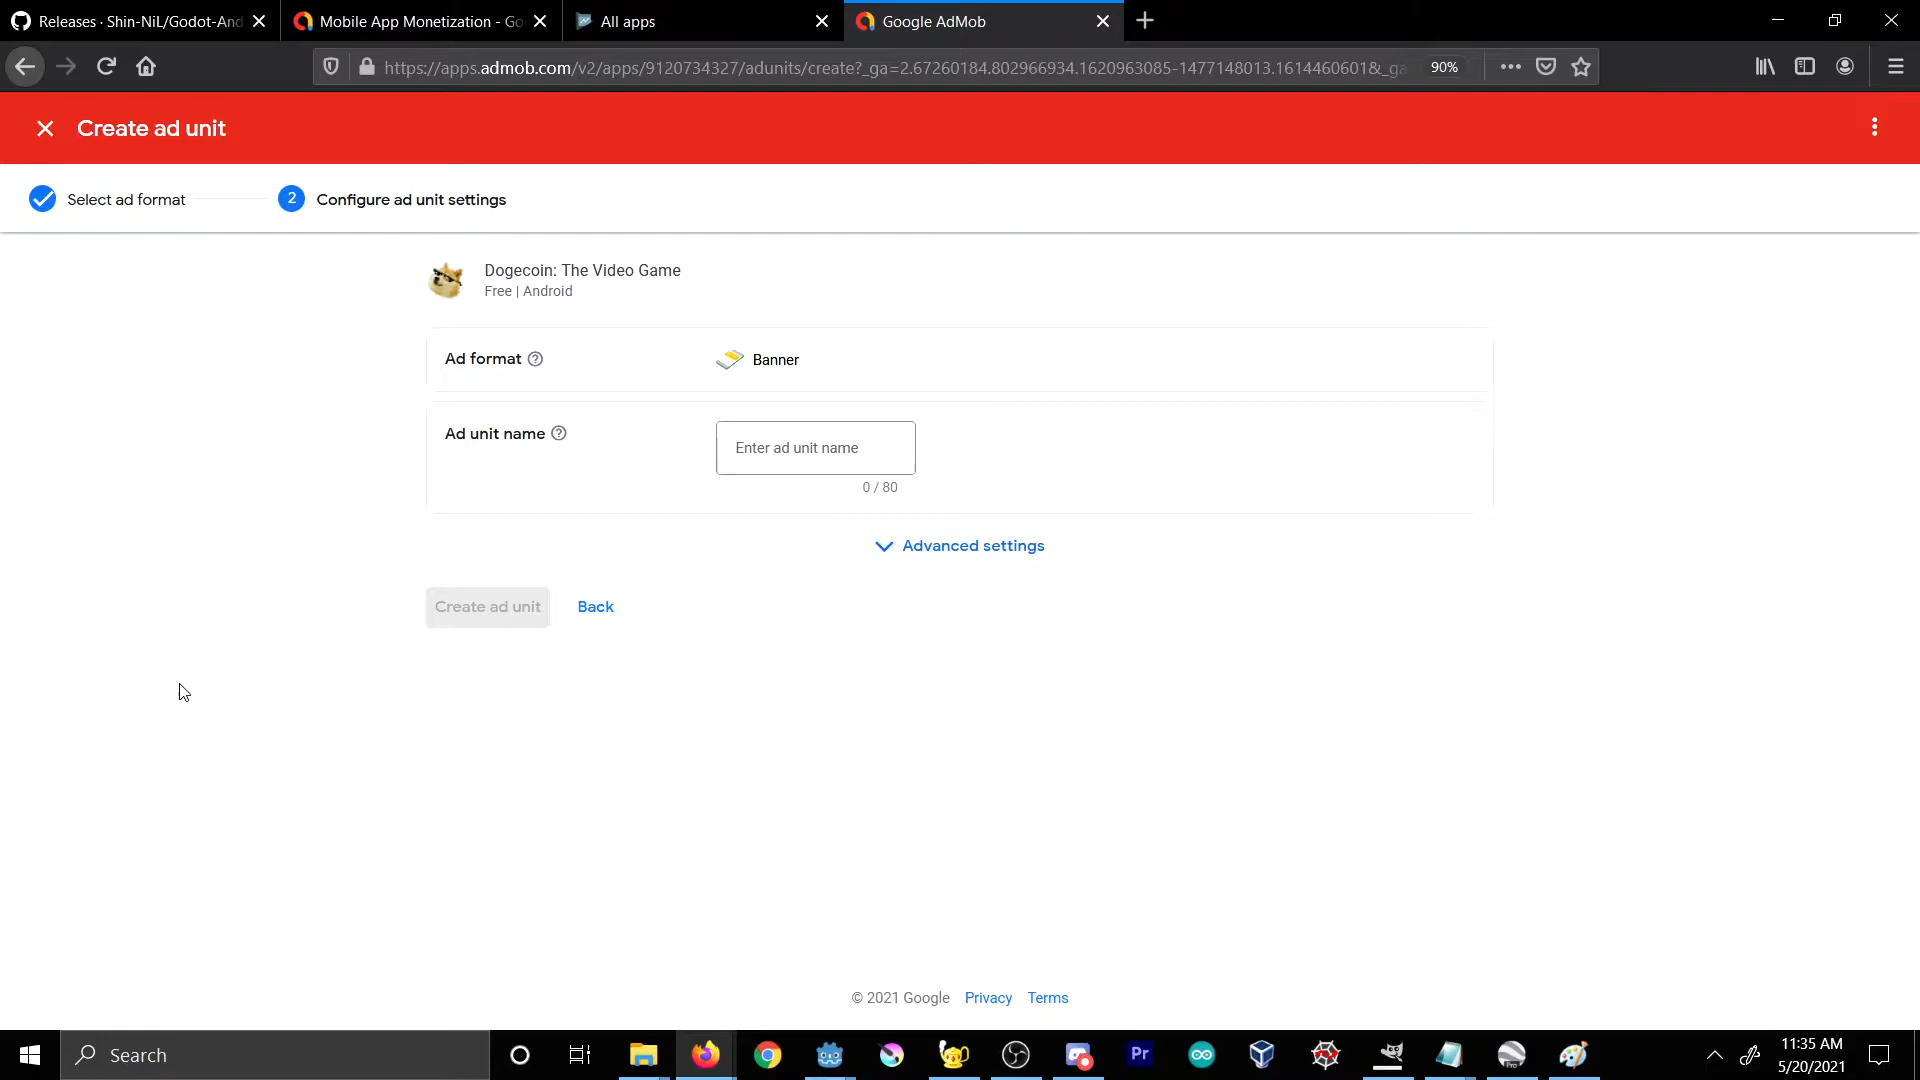 Releases · Shin-NiL/Godot-And
Mobile App Monetization - Go
All apps
Google AdMob
https://apps.admob.com/v2/apps/9120734327/adunits/create?_ga=2.67260184.802966934.1620963085-1477148013.1614460601&_ga
90%
Create ad unit
Select ad format
2
Configure ad unit settings
Dogecoin: The Video Game
Free | Android
Ad format
Banner
Ad unit name
Enter ad unit name
0 / 80
Advanced settings
Create ad unit
Back
© 2021 Google Privacy Terms
Search
Pr
Pro
11:35 AM
5/20/2021